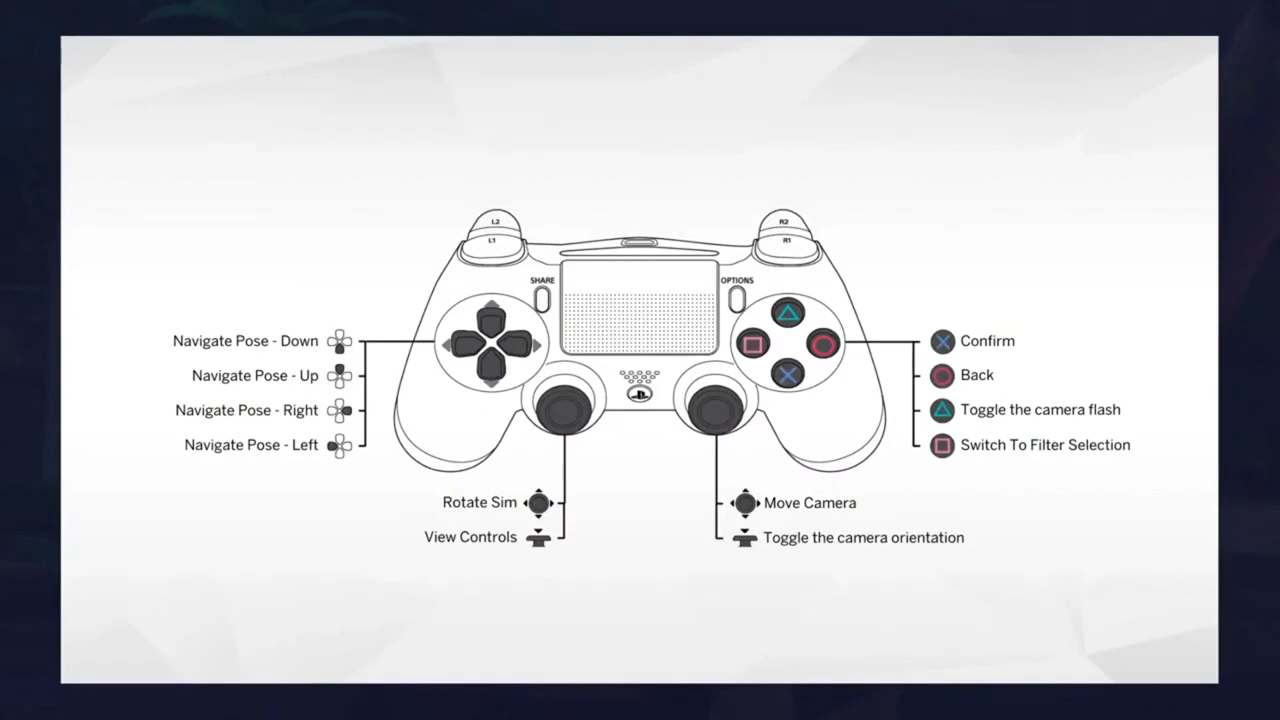 L2
R2
L1
R1
SHARE
OPTIONS
Navigate Pose - Down
Navigate Pose - Up
Navigate Pose - Right
Navigate Pose - Left
Confirm
Back
Toggle the camera flash
Switch To Filter Selection
Rotate Sim
View Controls
Move Camera
Toggle the camera orientation